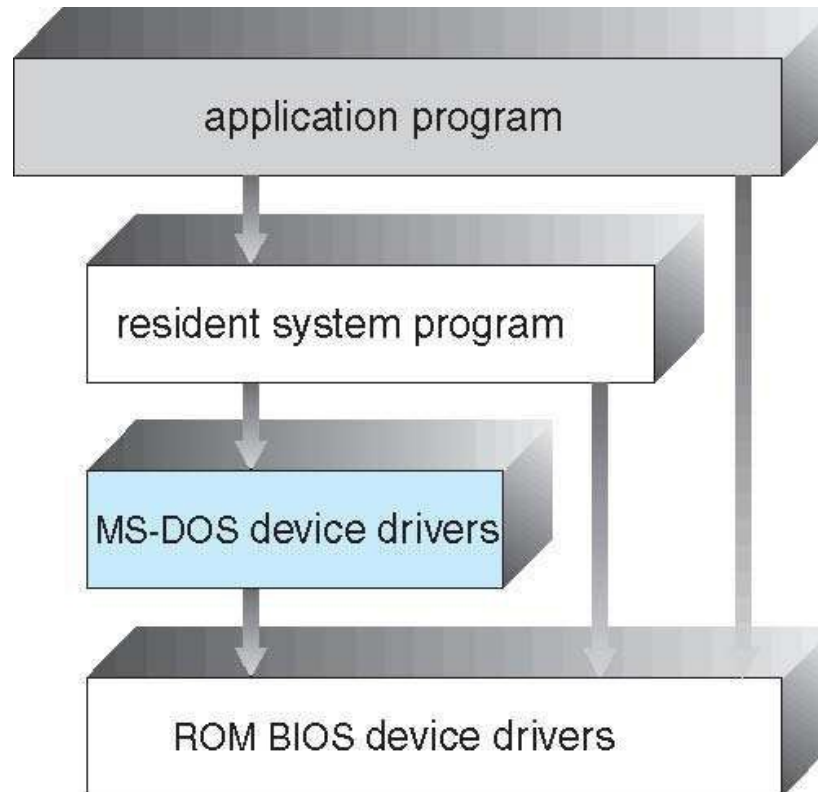 application program
resident system program
MS-DOS device drivers
ROM BIOS device drivers